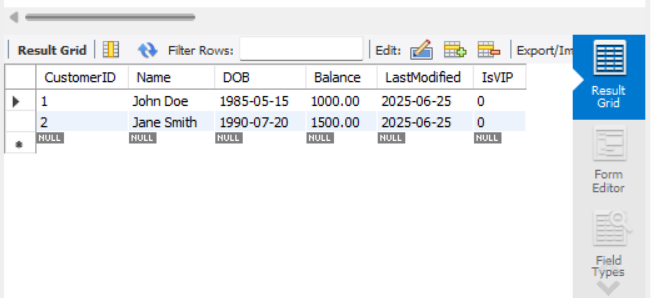 Result Grid Filter Rows: Edit: Export/Im
CustomerID Name DOB Balance LastModified IsVIP
1 John Doe 1985-05-15 1000.00 2025-06-25 0
2 Jane Smith 1990-07-20 1500.00 2025-06-25 0
NULL NULL NULL NULL NULL NULL
Result
Grid
Form
Editor
Field
Types